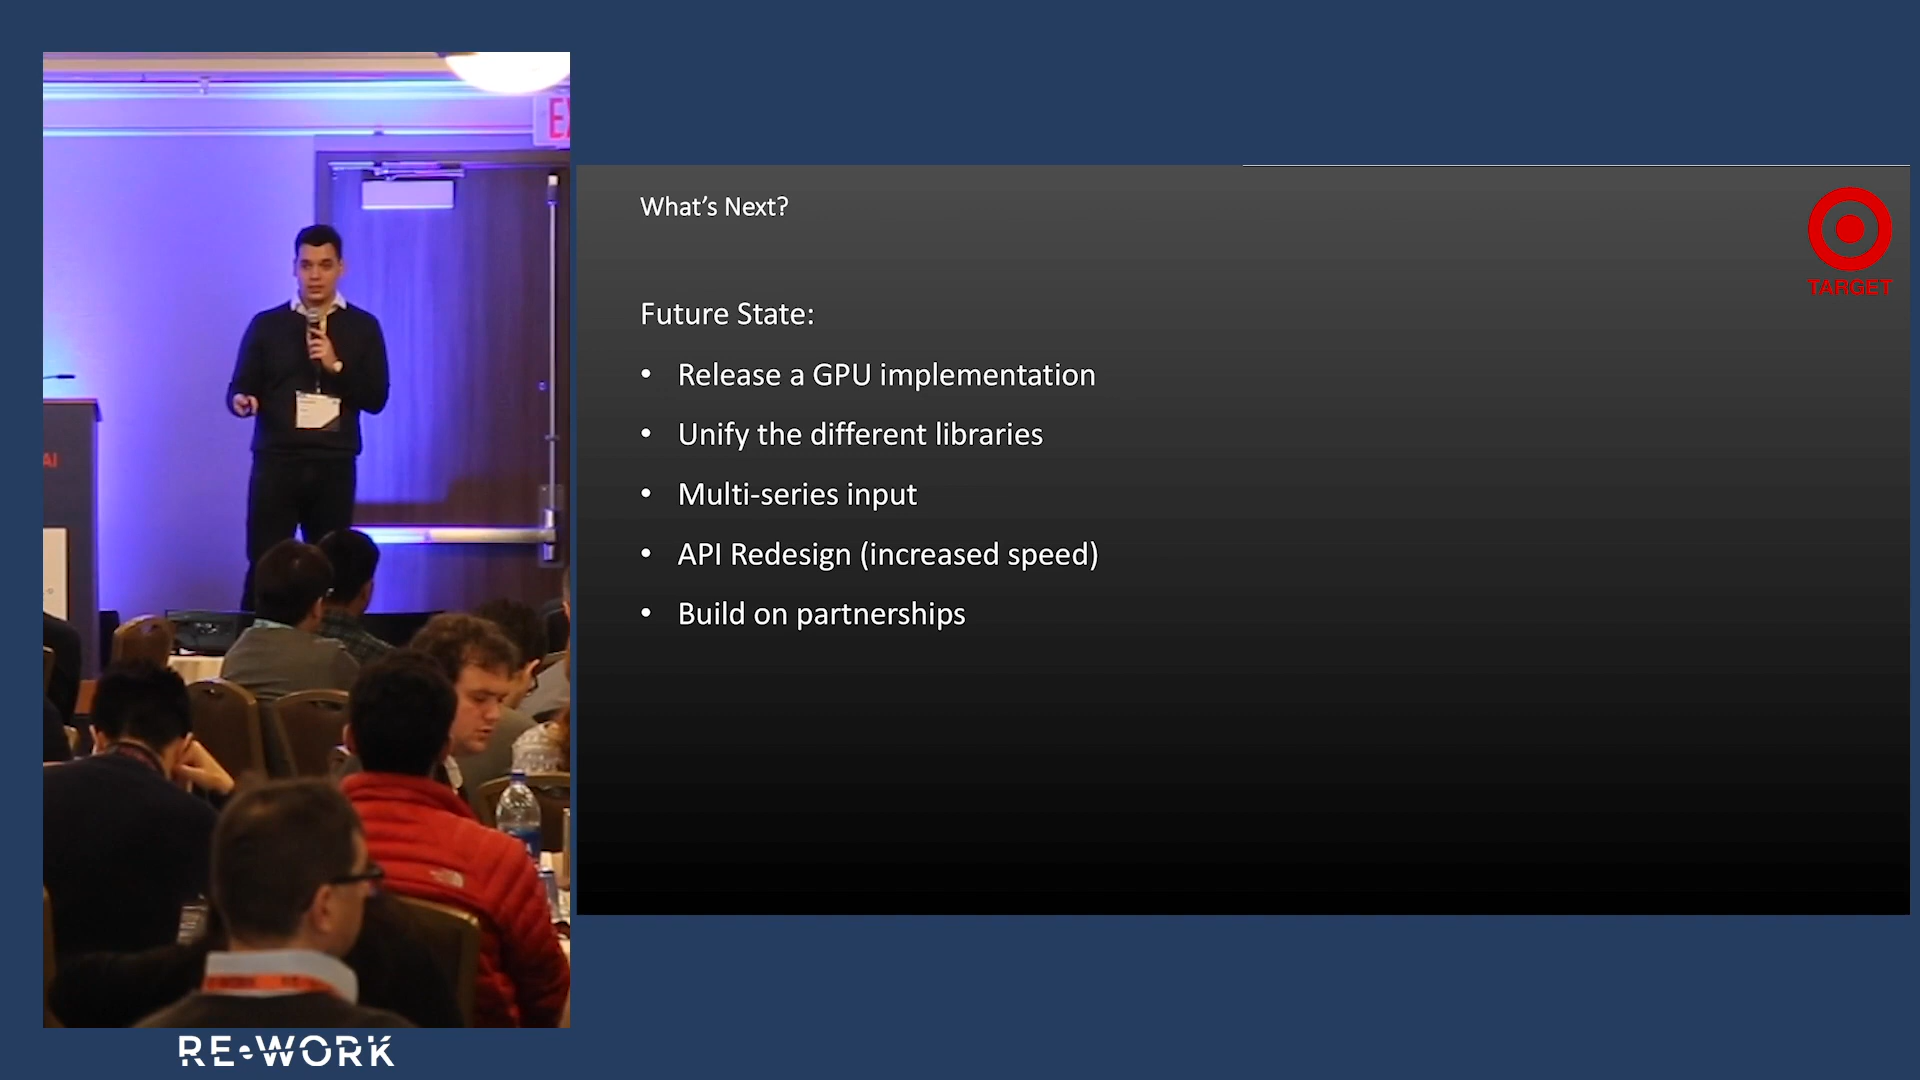 What's Next?
TARGET
Future State:
• Release a GPU implementation
• Unify the different libraries
• Multi-series input
• API Redesign (increased speed)
• Build on partnerships
AI
RE•WORK